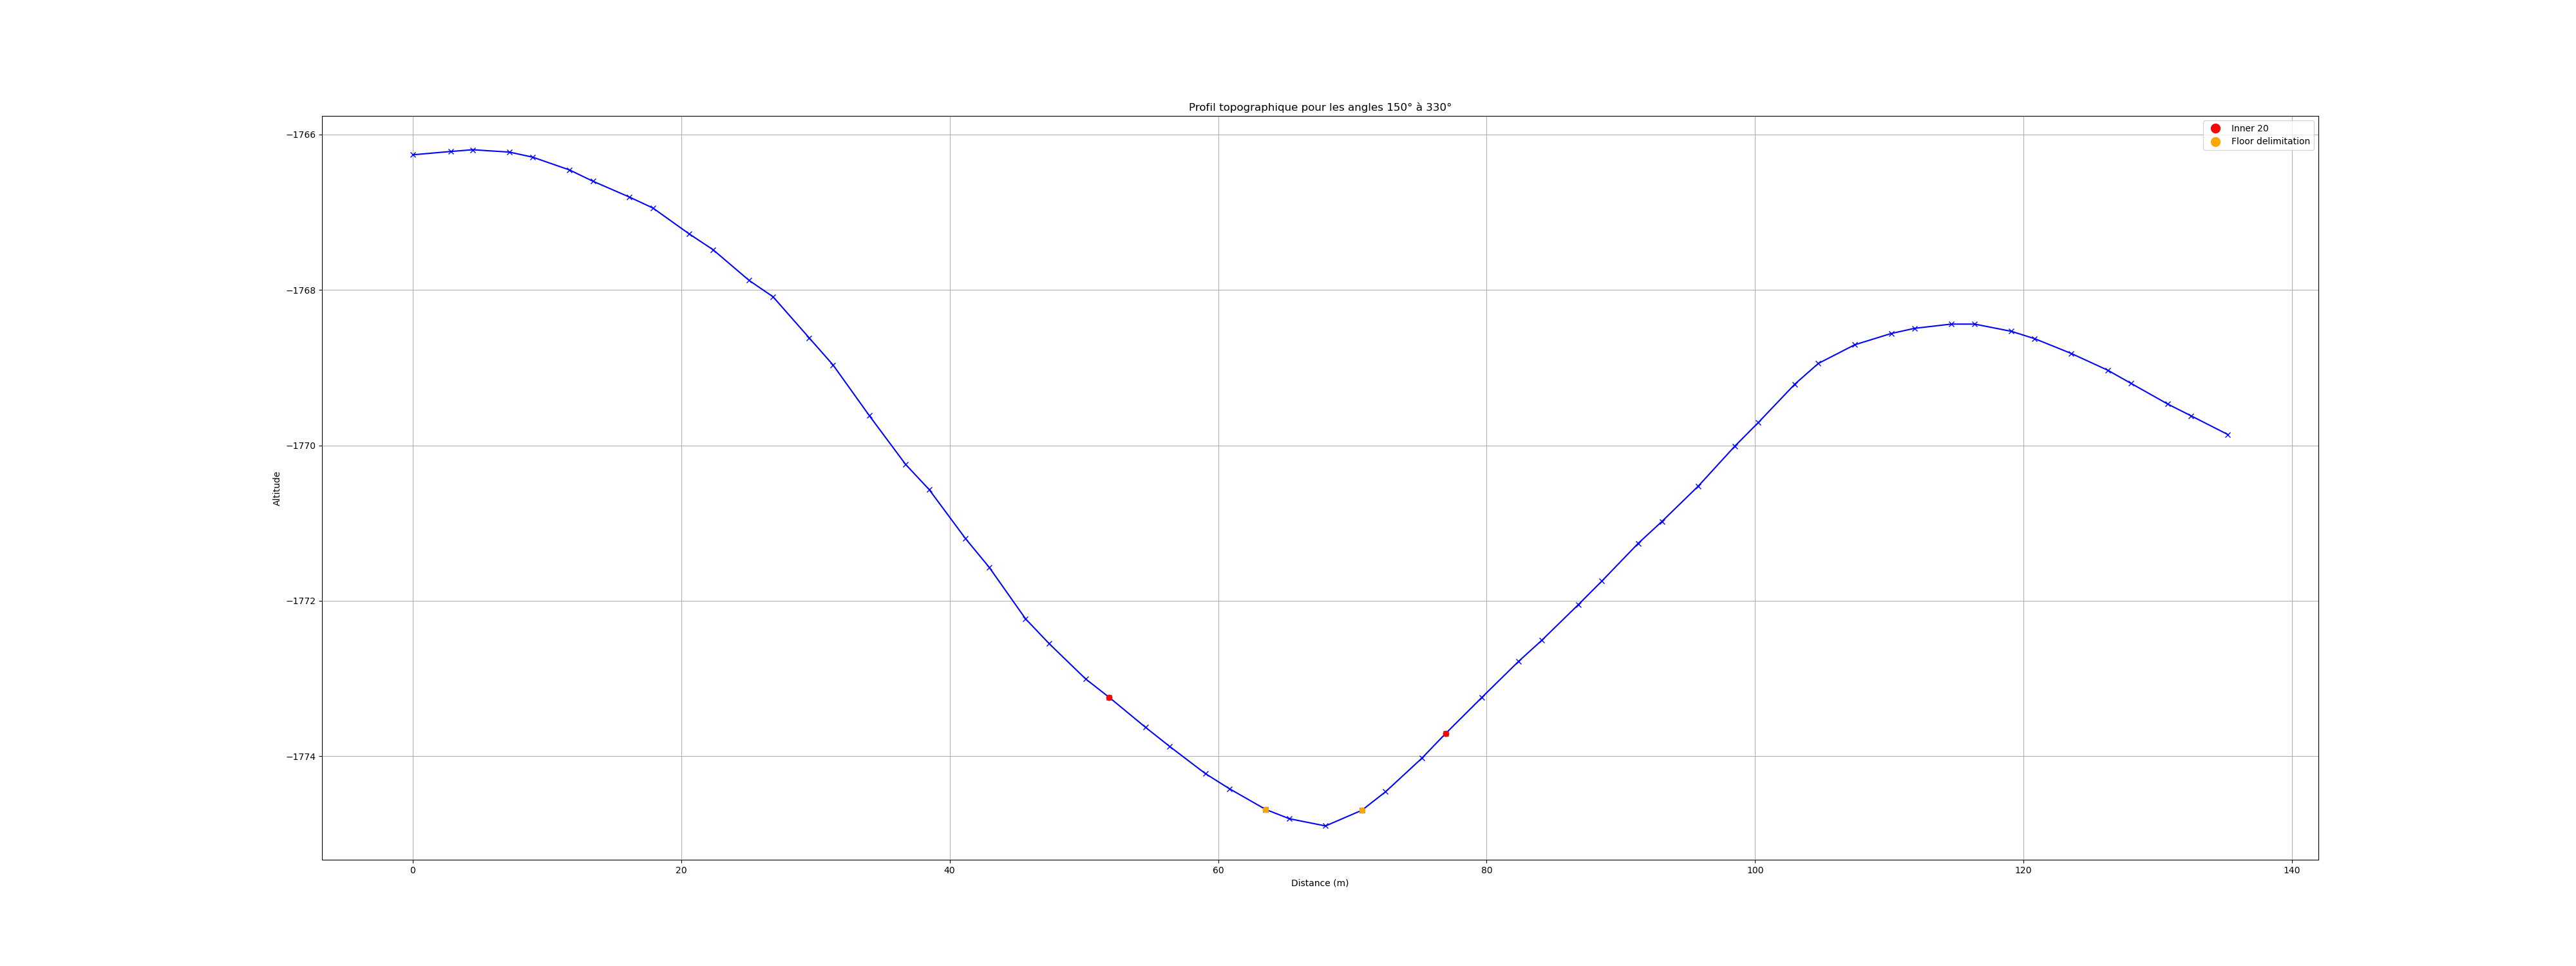 Profil topographique pour les angles 150° à 330°
Inner 20
Floor delimitation
−1766
−1768
−1770
−1772
−1774
Altitude
0 20 40 60 80 100 120 140
Distance (m)